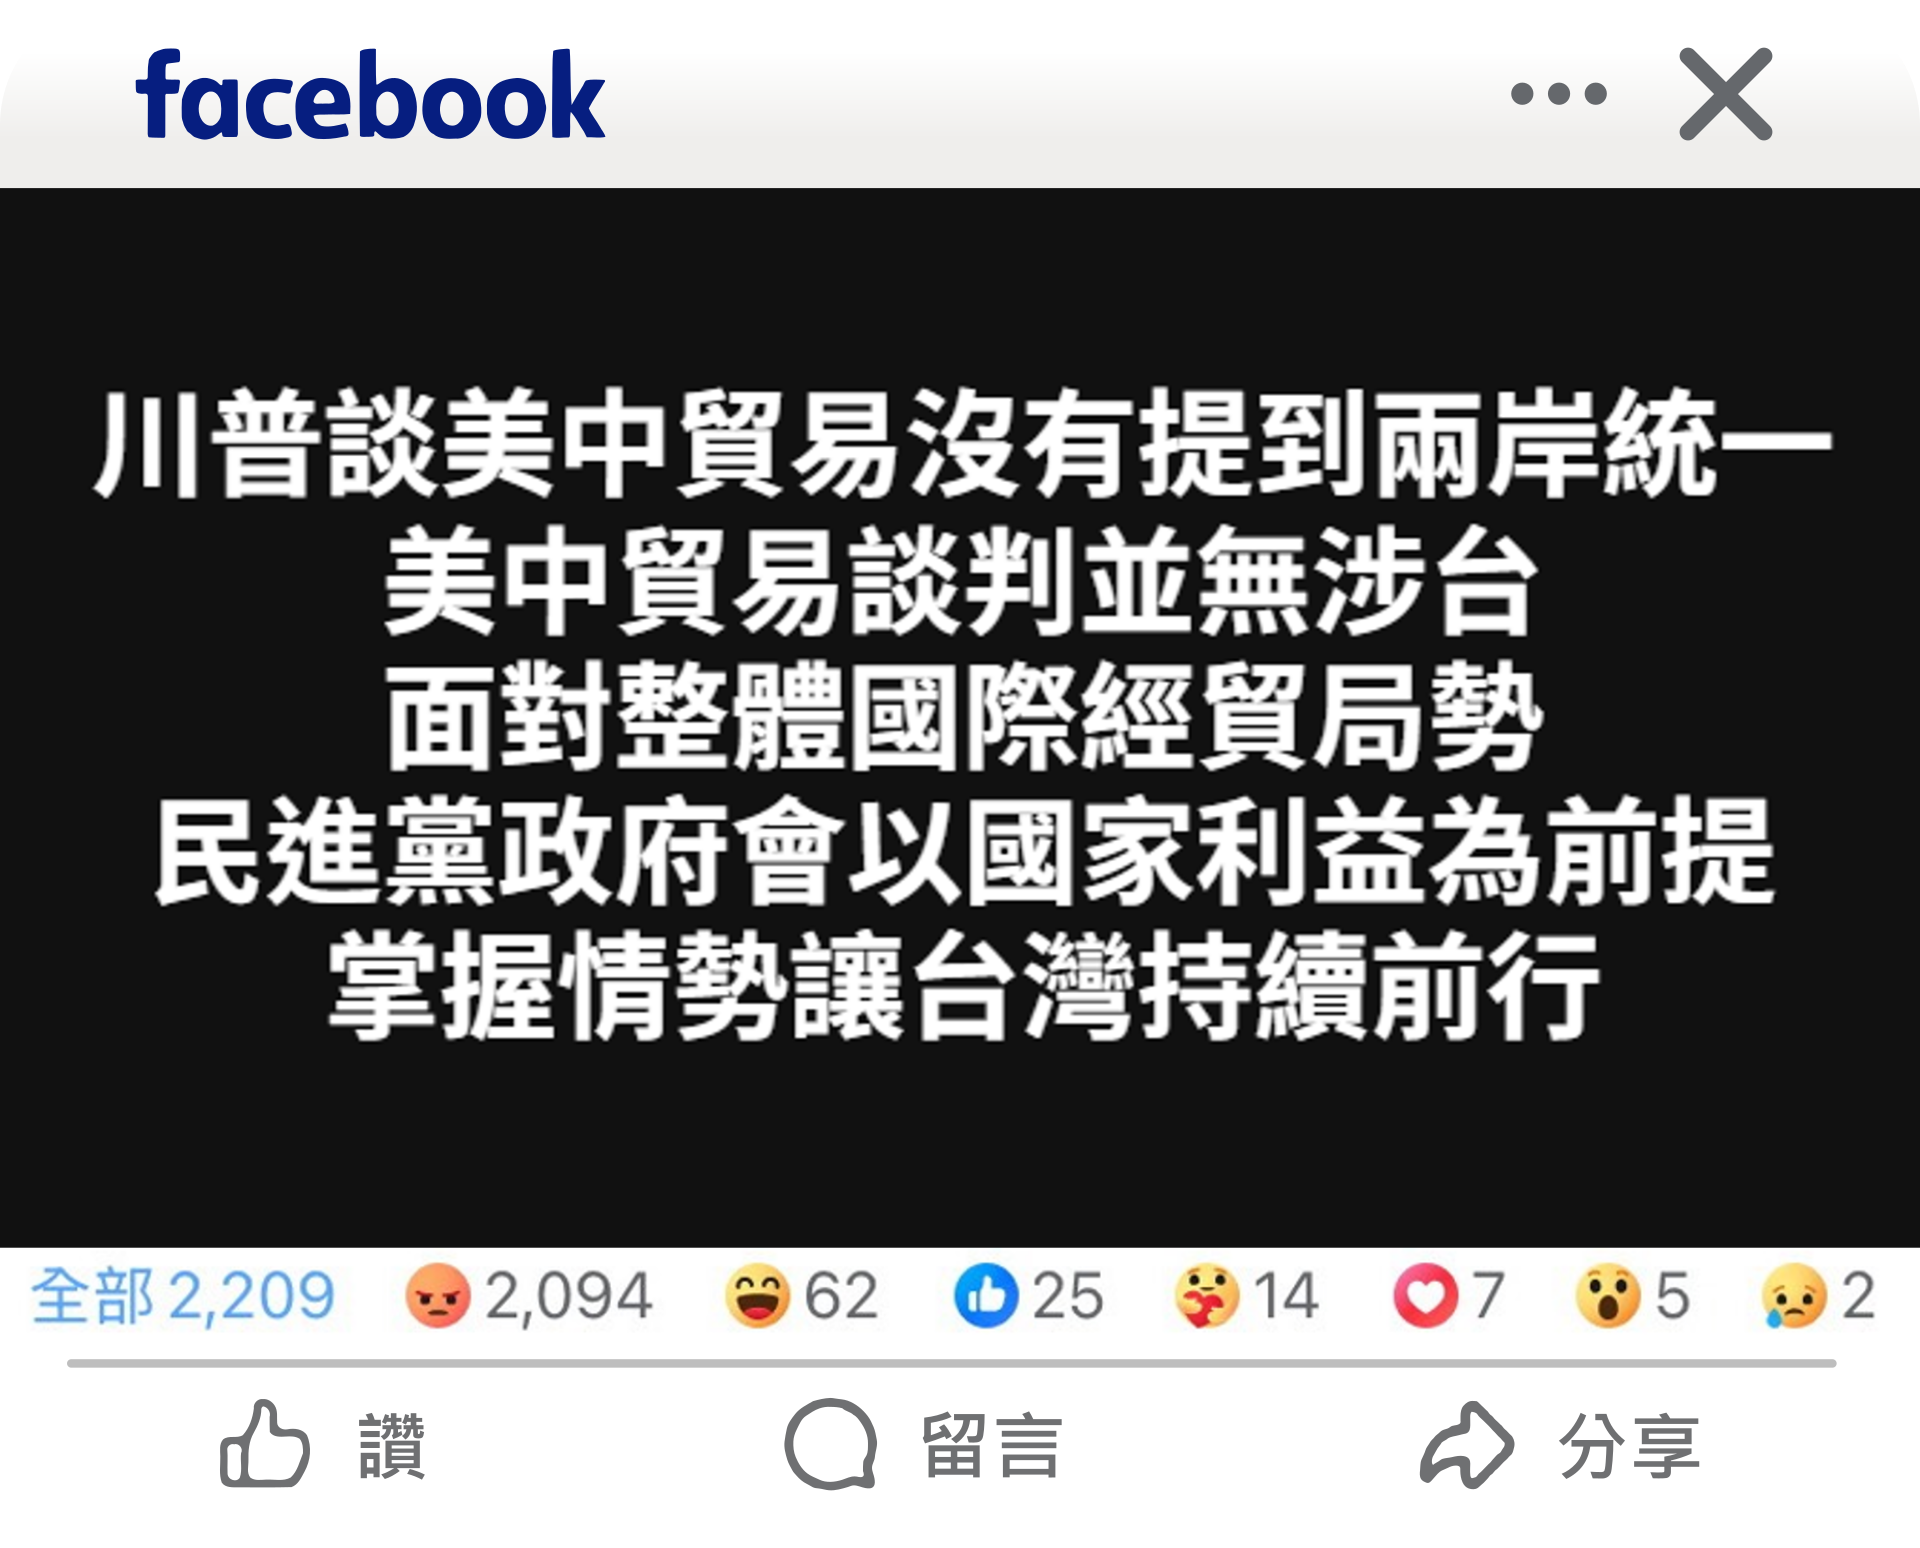 facebook
川普談美中貿易沒有提到兩岸統一
美中貿易談判並無涉台
面對整體國際經貿局勢
民進黨政府會以國家利益為前提
掌握情勢讓台灣持續前行
全部 2,209 2,094 62 25 14 7 5 2
讚 留言 分享